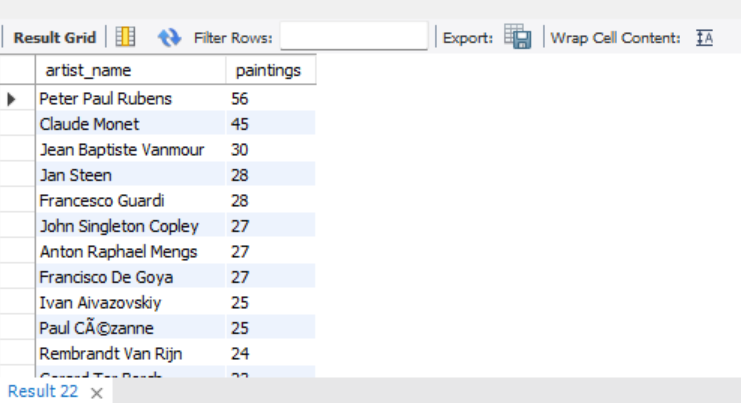 Result Grid Filter Rows: Export: Wrap Cell Content:
artist_name paintings
Peter Paul Rubens 56
Claude Monet 45
Jean Baptiste Vanmour 30
Jan Steen 28
Francesco Guardi 28
John Singleton Copley 27
Anton Raphael Mengs 27
Francisco De Goya 27
Ivan Aivazovskiy 25
Paul CÃ©zanne 25
Rembrandt Van Rijn 24
Result 22